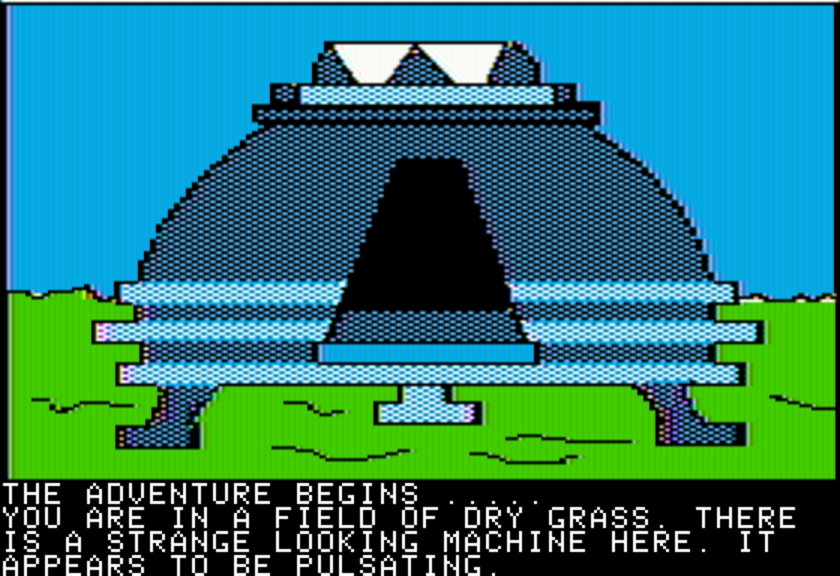 THE ADVENTURE BEGINS .....
YOU ARE IN A FIELD OF DRY GRASS. THERE
IS A STRANGE LOOKING MACHINE HERE. IT
APPEARS TO BE PULSATING.